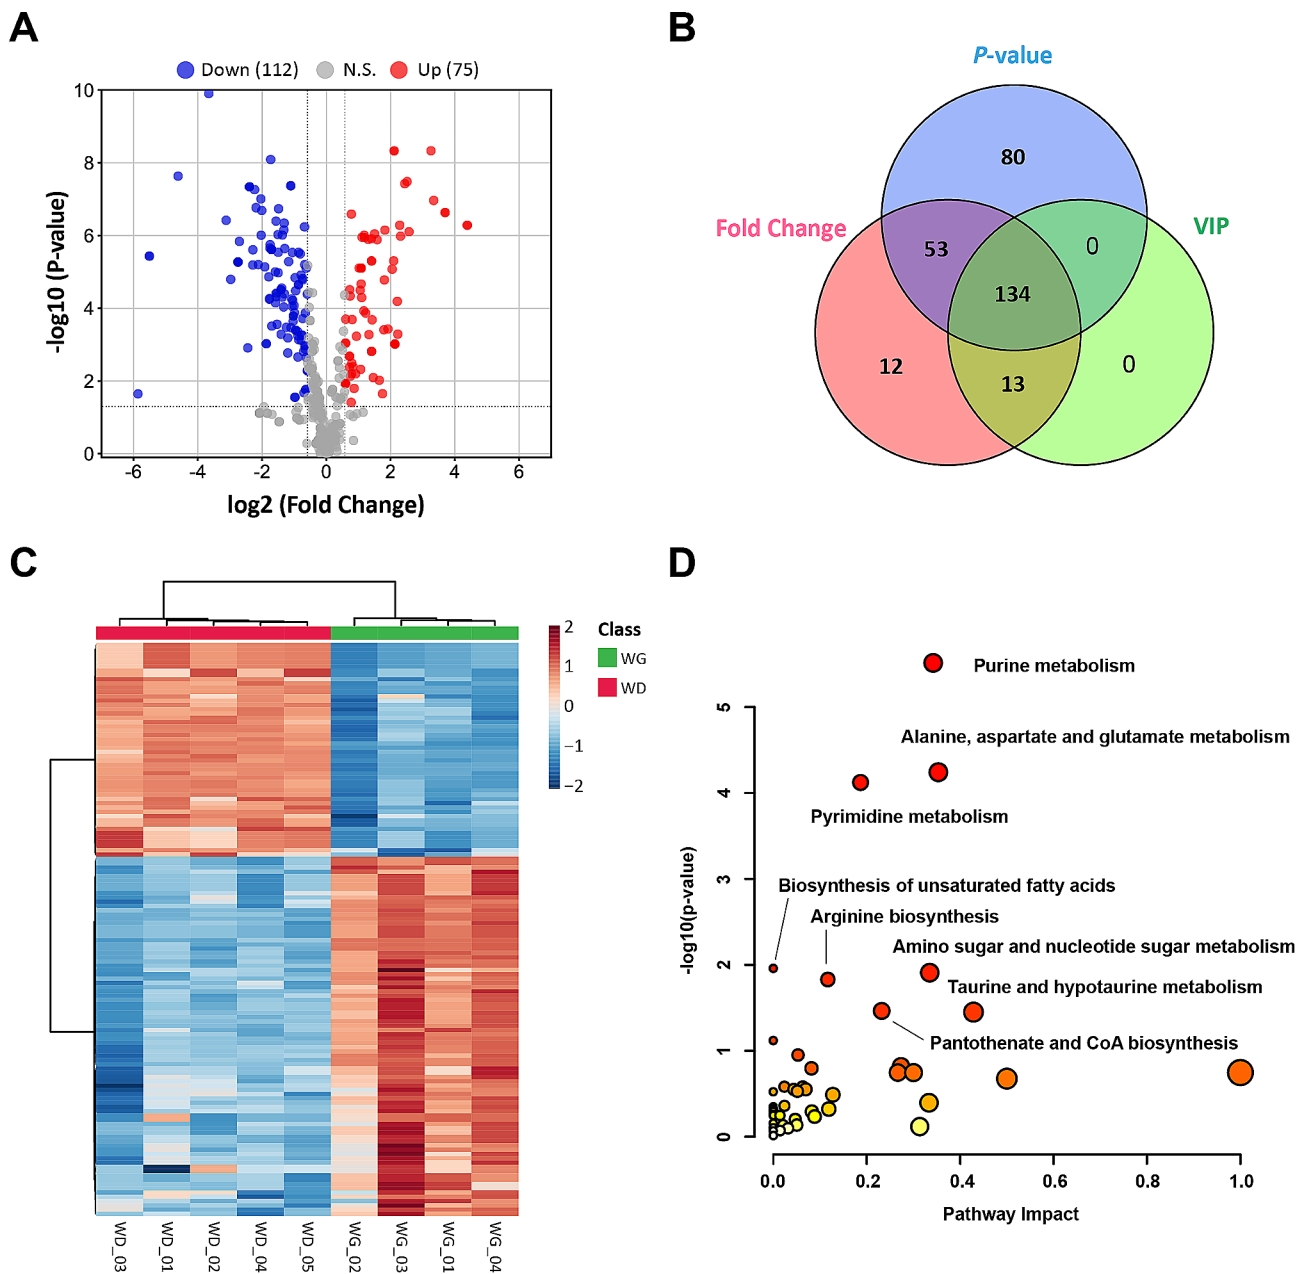 A
Down (112) N.S. Up (75)
10
8
6
4
2
0
-log10 (P-value)
-6 -4 -2 0 2 4 6
log2 (Fold Change)
B
P-value
Fold Change
VIP
80
53
0
134
12
13
0
C
2
1
0
−1
−2
Class
WG
WD
WD_03 WD_01 WD_02 WD_04 WD_05 WG_02 WG_03 WG_01 WG_04
D
Purine metabolism
Alanine, aspartate and glutamate metabolism
Pyrimidine metabolism
Biosynthesis of unsaturated fatty acids
Arginine biosynthesis
Amino sugar and nucleotide sugar metabolism
Taurine and hypotaurine metabolism
Pantothenate and CoA biosynthesis
5
4
3
2
1
0
-log10(p-value)
0.0 0.2 0.4 0.6 0.8 1.0
Pathway Impact